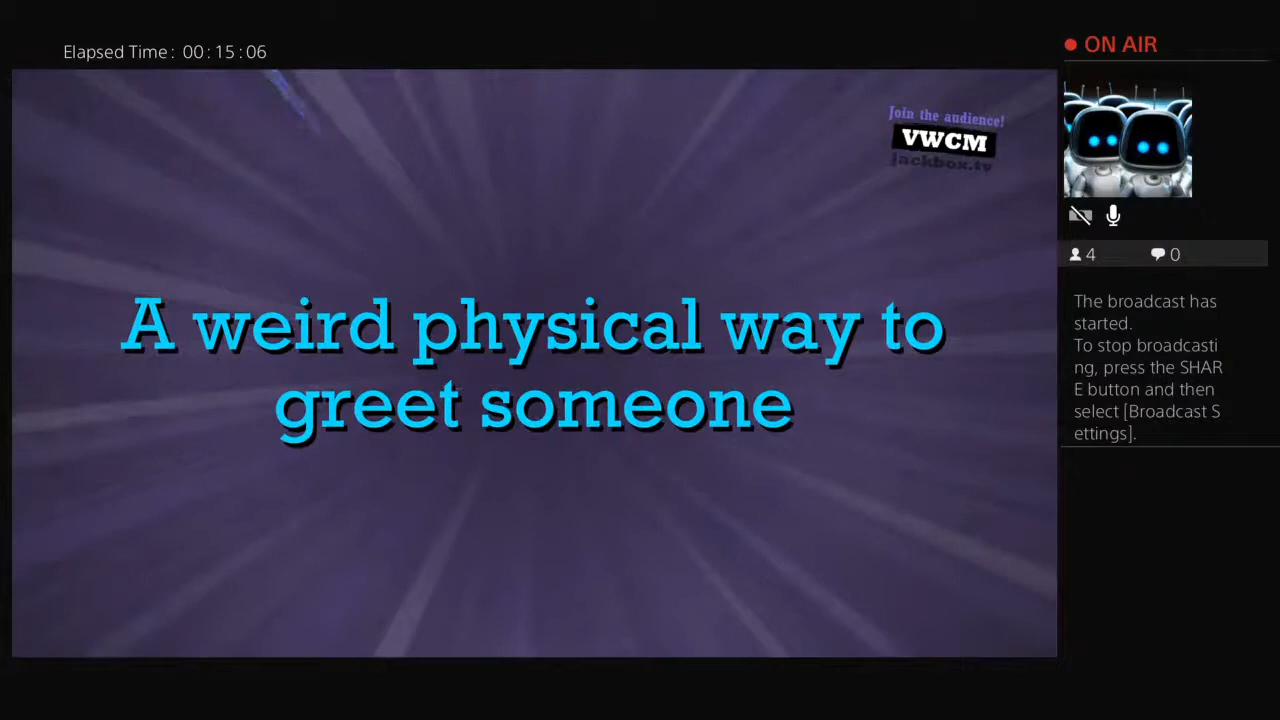 Elapsed Time: 00:15:06
ON AIR
Join the audience!
VWCM
jackbox.tv
A weird physical way to
greet someone
4
0
The broadcast has
started.
To stop broadcasti
ng, press the SHAR
E button and then
select [Broadcast S
ettings].